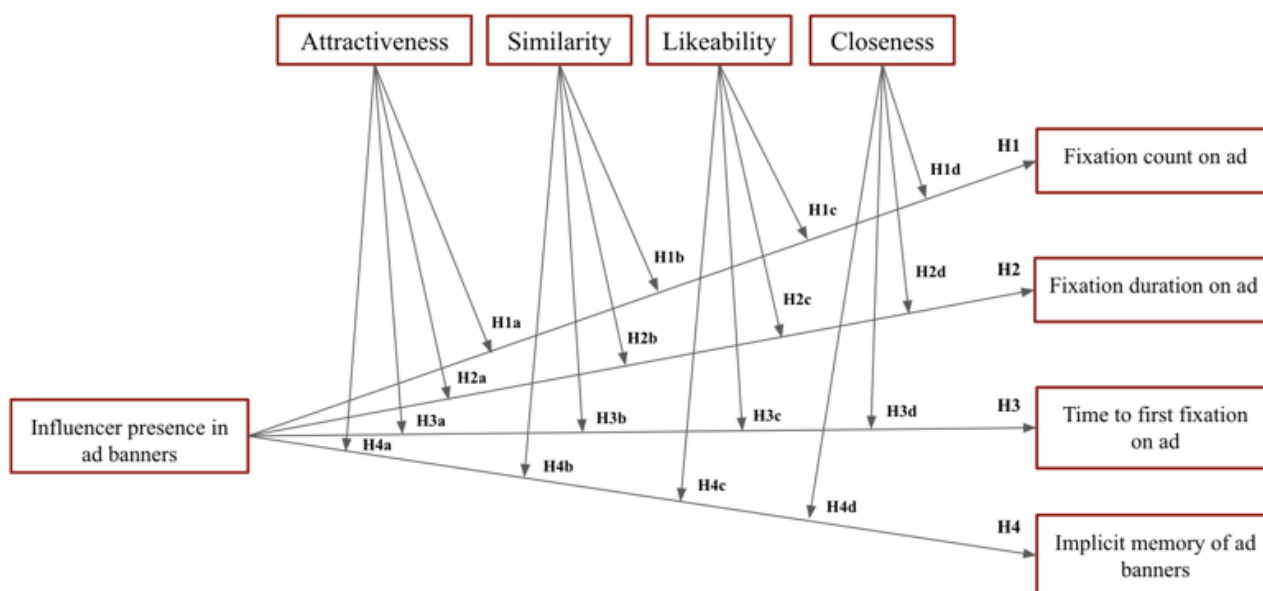 Attractiveness
Similarity
Likeability
Closeness
H1
Fixation count on ad
H1d
H1c
H1b
H1a
H2
Fixation duration on ad
H2d
H2c
H2b
H2a
Influencer presence in
ad banners
H3
Time to first fixation
on ad
H3a
H3b
H3c
H3d
H4a
H4b
H4c
H4d
H4
Implicit memory of ad
banners